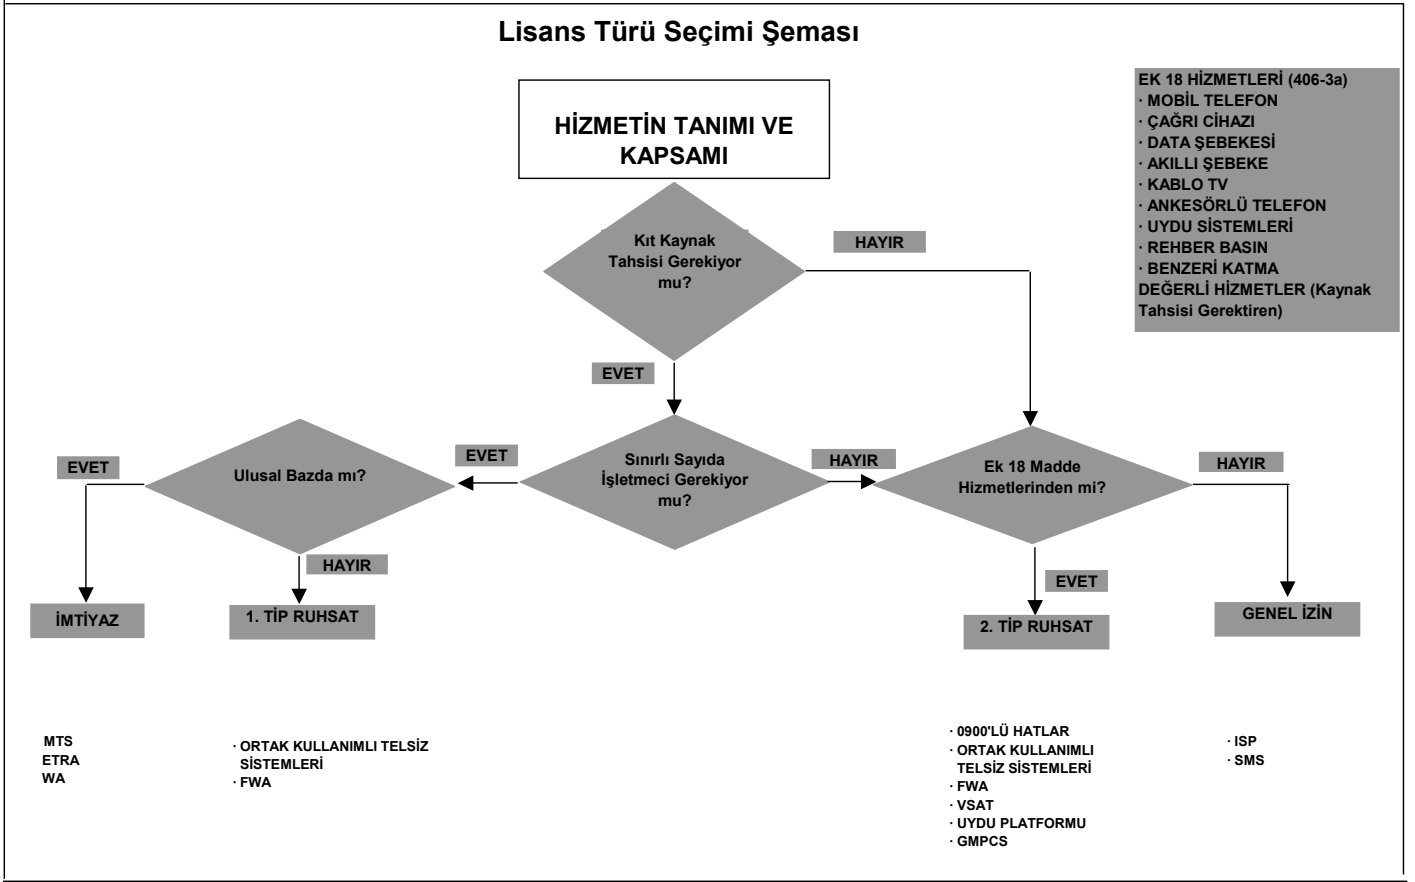 Lisans Türü Seçimi Şeması
HİZMETİN TANIMI VE
KAPSAMI
EK 18 HİZMETLERİ (406-3a)
· MOBİL TELEFON
· ÇAĞRI CİHAZI
· DATA ŞEBEKESİ
· AKILLI ŞEBEKE
· KABLO TV
· ANKESÖRLÜ TELEFON
· UYDU SİSTEMLERİ
· REHBER BASIN
· BENZERİ KATMA
DEĞERLİ HİZMETLER (Kaynak
Tahsisi Gerektiren)
Kıt Kaynak
Tahsisi Gerekiyor
mu?
HAYIR
EVET
EVET
Ulusal Bazda mı?
EVET
Sınırlı Sayıda
İşletmeci Gerekiyor
mu?
HAYIR
Ek 18 Madde
Hizmetlerinden mi?
HAYIR
HAYIR
EVET
İMTİYAZ
1. TİP RUHSAT
2. TİP RUHSAT
GENEL İZİN
MTS
ETRA
WA
· ORTAK KULLANIMLI TELSİZ
SİSTEMLERİ
· FWA
· 0900'LÜ HATLAR
· ORTAK KULLANIMLI
TELSİZ SİSTEMLERİ
· FWA
· VSAT
· UYDU PLATFORMU
· GMPCS
· ISP
· SMS